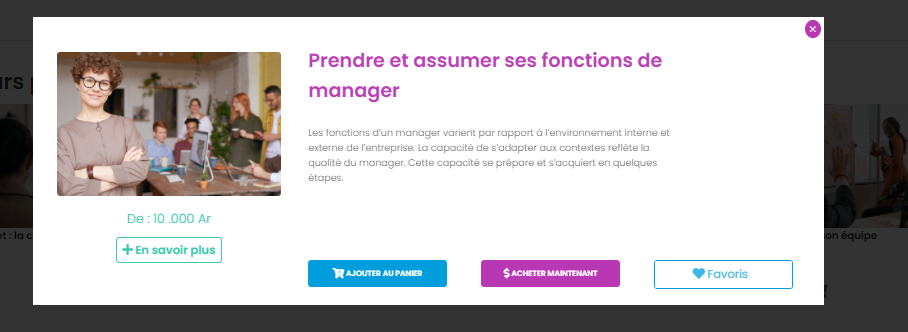 Prendre et assumer ses fonctions de
manager
Les fonctions d'un manager varient par rapport à l'environnement interne et
externe de l'entreprise. La capacité de s'adapter aux contextes reflète la
qualité du manager. Cette capacité se prépare et s'acquiert en quelques
étapes.
De : 10 .000 Ar
En savoir plus
AJOUTER AU PANIER
ACHETER MAINTENANT
Favoris
équipe